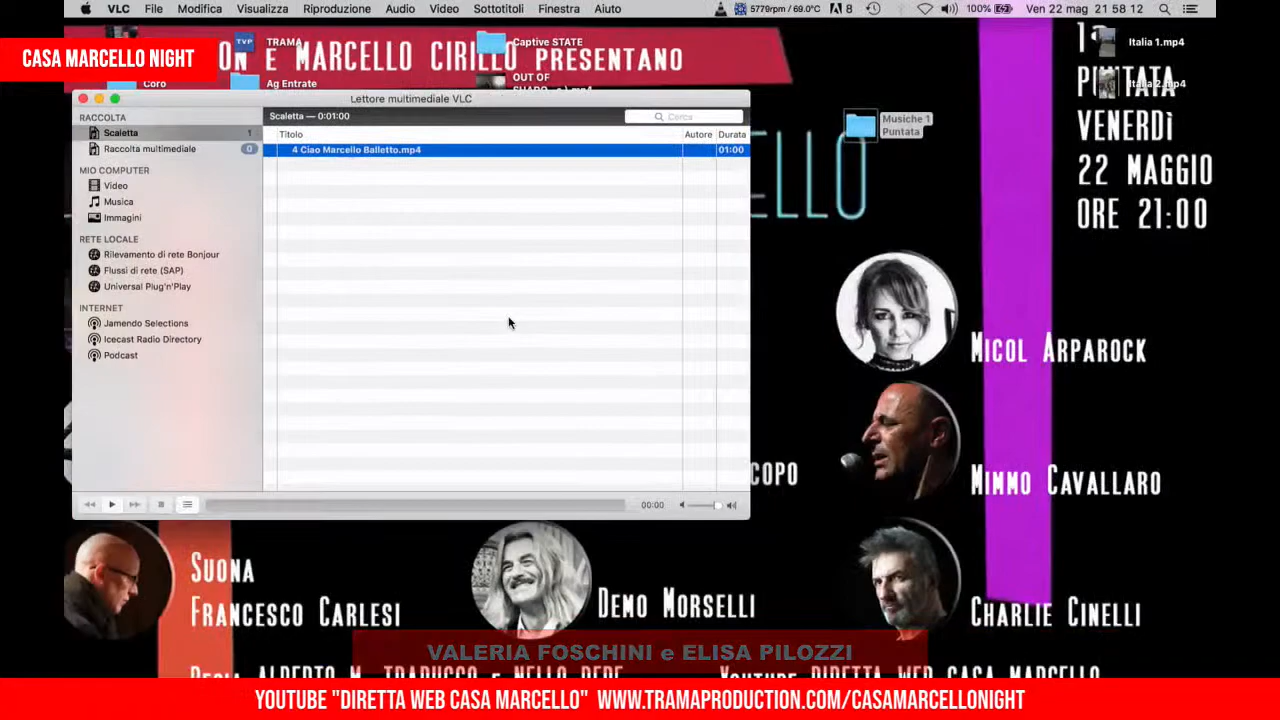 VLC File Modifica Visualizza Riproduzione Audio Video Sottotitoli Finestra Aiuto 5779rpm / 69.0°C 8 100% Ven 22 mag 21 58 12
CASA MARCELLO NIGHT
TVP TRAMA
Captive STATE
Italia 1.mp4
ON E MARCELLO CIRILLO PRESENTANO
Coro
Ag Entrate
OUT OF
Italia 2.mp4
PUNTATA
VENERDÌ
22 MAGGIO
ORE 21:00
Lettore multimediale VLC
RACCOLTA
Scaletta 1
Raccolta multimediale 0
MIO COMPUTER
Video
Musica
Immagini
RETE LOCALE
Rilevamento di rete Bonjour
Flussi di rete (SAP)
Universal Plug'n'Play
INTERNET
Jamendo Selections
Icecast Radio Directory
Podcast
Scaletta — 0:01:00
Cerca
Titolo Autore Durata
4 Ciao Marcello Balletto.mp4 01:00
00:00
Musiche 1
Puntata
ELLO
MICOL ARPAROCK
COPO
MIMMO CAVALLARO
SUONA
FRANCESCO CARLESI
DEMO MORSELLI
CHARLIE CINELLI
VALERIA FOSCHINI e ELISA PILOZZI
YOUTUBE "DIRETTA WEB CASA MARCELLO" WWW.TRAMAPRODUCTION.COM/CASAMARCELLONIGHT